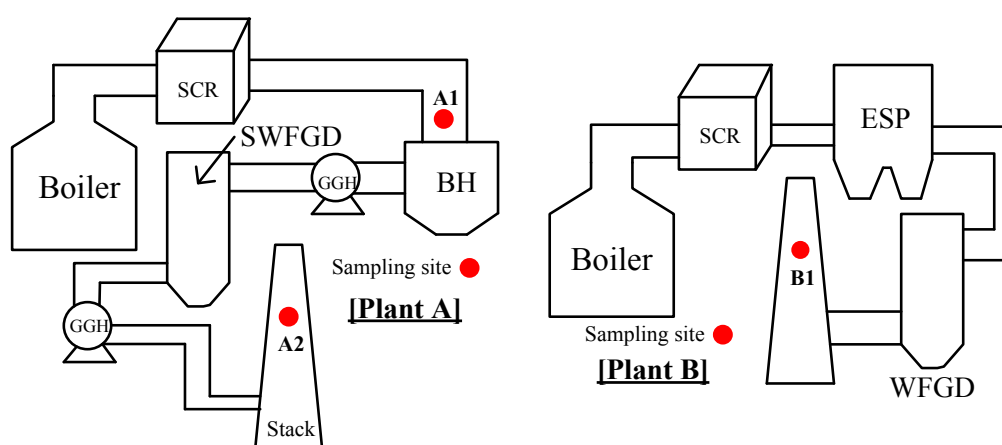 SCR
A1
SWFGD
Boiler
GGH
BH
Sampling site
[Plant A]
GGH
A2
Stack
SCR
ESP
Boiler
B1
Sampling site
[Plant B]
WFGD